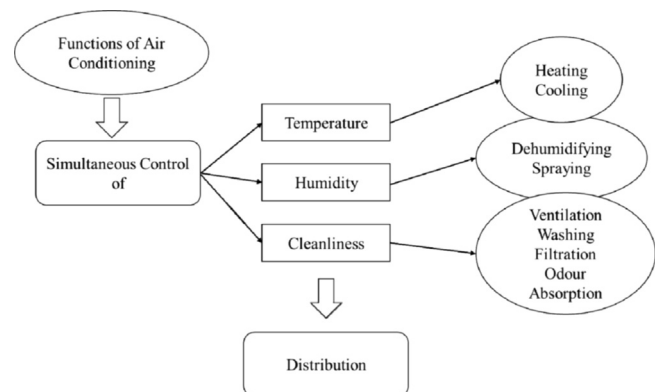 Functions of Air
Conditioning
Simultaneous Control
of
Temperature
Humidity
Cleanliness
Heating
Cooling
Dehumidifying
Spraying
Ventilation
Washing
Filtration
Odour
Absorption
Distribution